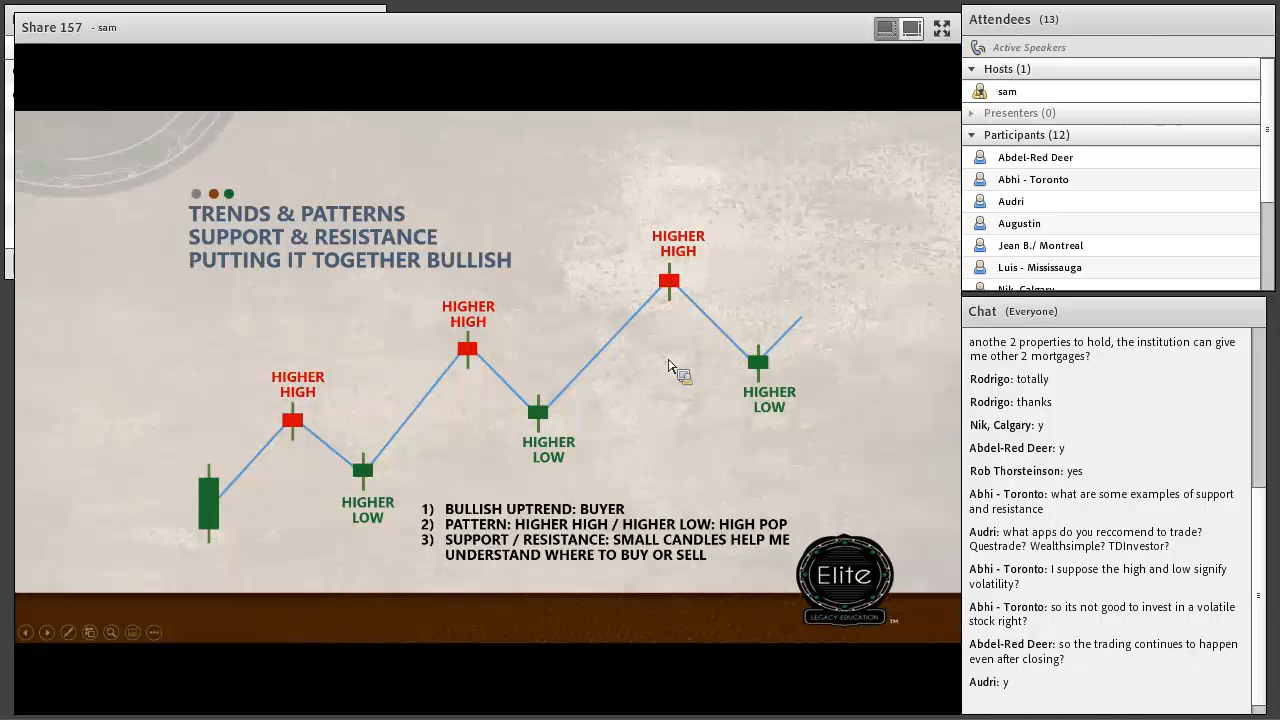 Share 157 - sam
TRENDS & PATTERNS
SUPPORT & RESISTANCE
PUTTING IT TOGETHER BULLISH
HIGHER
HIGH
HIGHER
HIGH
HIGHER
HIGH
HIGHER
LOW
HIGHER
LOW
HIGHER
LOW
1) BULLISH UPTREND: BUYER
2) PATTERN: HIGHER HIGH / HIGHER LOW: HIGH POP
3) SUPPORT / RESISTANCE: SMALL CANDLES HELP ME
UNDERSTAND WHERE TO BUY OR SELL
Elite
LEGACY EDUCATION
TM
Attendees (13)
Active Speakers
Hosts (1)
sam
Presenters (0)
Participants (12)
Abdel-Red Deer
Abhi - Toronto
Audri
Augustin
Jean B./ Montreal
Luis - Mississauga
Nik, Calgary
Chat (Everyone)
anothe 2 properties to hold, the institution can give
me other 2 mortgages?
Rodrigo: totally
Rodrigo: thanks
Nik, Calgary: y
Abdel-Red Deer: y
Rob Thorsteinson: yes
Abhi - Toronto: what are some examples of support
and resistance
Audri: what apps do you reccomend to trade?
Questrade? Wealthsimple? TDInvestor?
Abhi - Toronto: I suppose the high and low signify
volatility?
Abhi - Toronto: so its not good to invest in a volatile
stock right?
Abdel-Red Deer: so the trading continues to happen
even after closing?
Audri: y